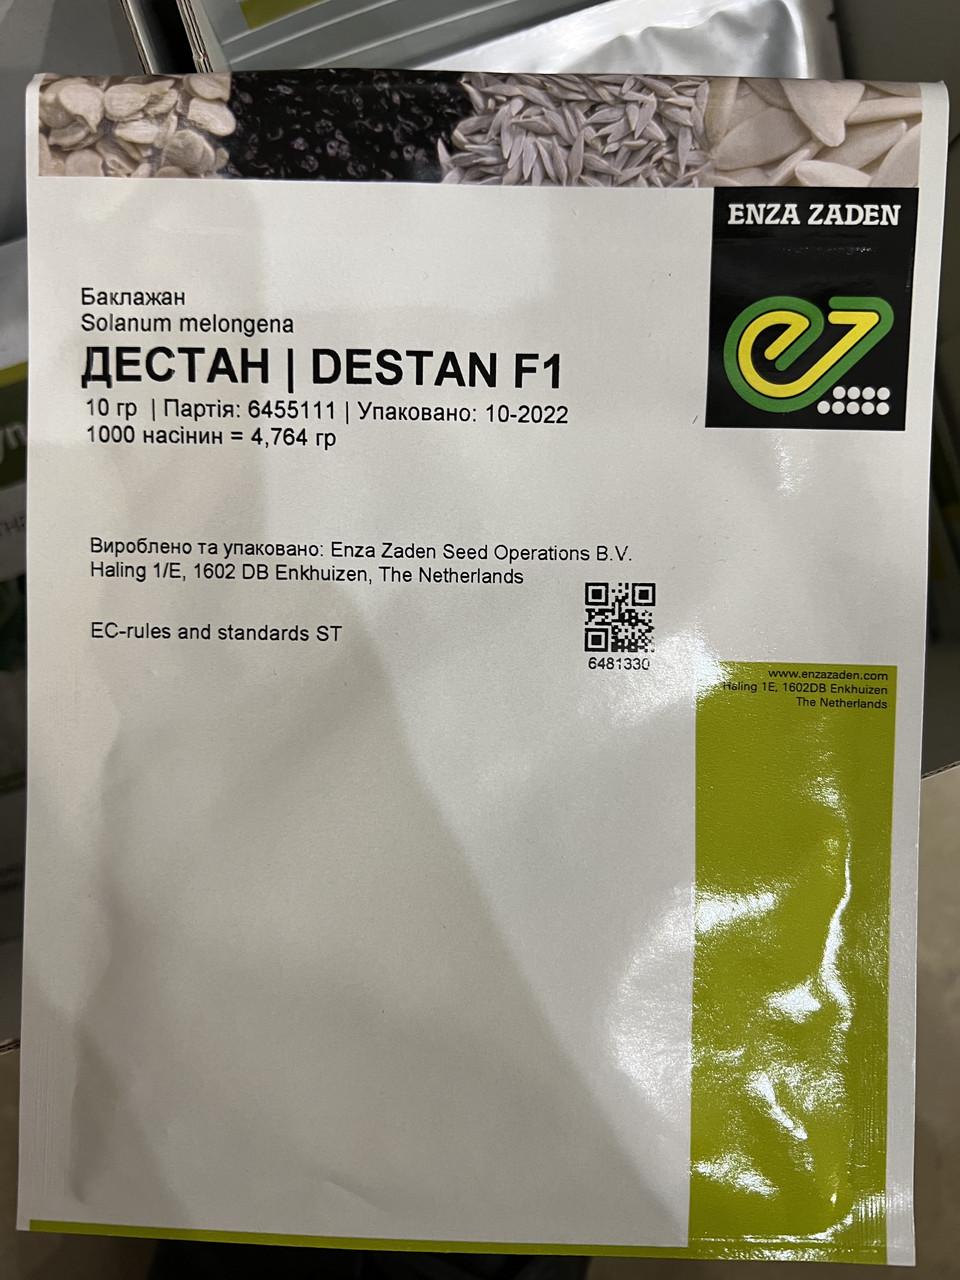 ENZA ZADEN
Баклажан
Solanum melongena
ДЕСТАН | DESTAN F1
10 гр | Партія: 6455111 | Упаковано: 10-2022
1000 насінин = 4,764 гр
Вироблено та упаковано: Enza Zaden Seed Operations B.V.
Haling 1/E, 1602 DB Enkhuizen, The Netherlands
EC-rules and standards ST
6481330
www.enzazaden.com
Haling 1E, 1602DB Enkhuizen
The Netherlands